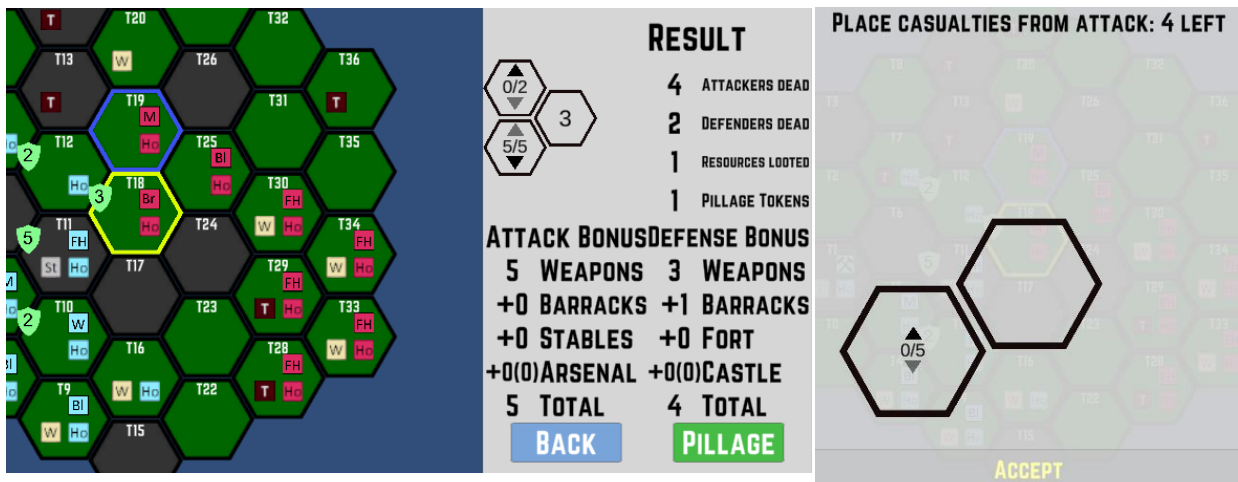 T
T20
T32
T13
W
T26
T36
T
T19
M
Ho
T31
T
Ho
2
T12
Ho
T25
Bl
Ho
T35
3
T18
Br
Ho
T30
FH
W Ho
5
T11
FH
St Ho
T24
T34
FH
W Ho
T17
T29
FH
T Ho
M
2
T10
W
Ho
T23
T33
FH
W Ho
Bl
Ho
T16
W Ho
T28
FH
T Ho
T9
Bl
W Ho
T22
T15
0/2
3
5/5
RESULT
4 ATTACKERS DEAD
2 DEFENDERS DEAD
1 RESOURCES LOOTED
1 PILLAGE TOKENS
ATTACK BONUS DEFENSE BONUS
5 WEAPONS 3 WEAPONS
+0 BARRACKS +1 BARRACKS
+0 STABLES +0 FORT
+0(0) ARSENAL +0(0) CASTLE
5 TOTAL 4 TOTAL
BACK PILLAGE
PLACE CASUALTIES FROM ATTACK: 4 LEFT
0/5
ACCEPT